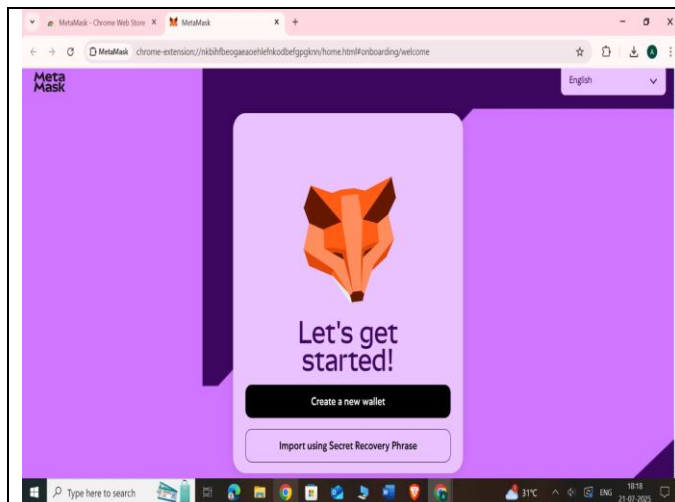 MetaMask - Chrome Web Store
MetaMask
MetaMask
chrome-extension://nkbihfbeogaeaoehlefnkodbefgpgknn/home.html#onboarding/welcome
Meta
Mask
English
Let's get
started!
Create a new wallet
Import using Secret Recovery Phrase
Type here to search
31°C
ENG
18:18
21-07-2025